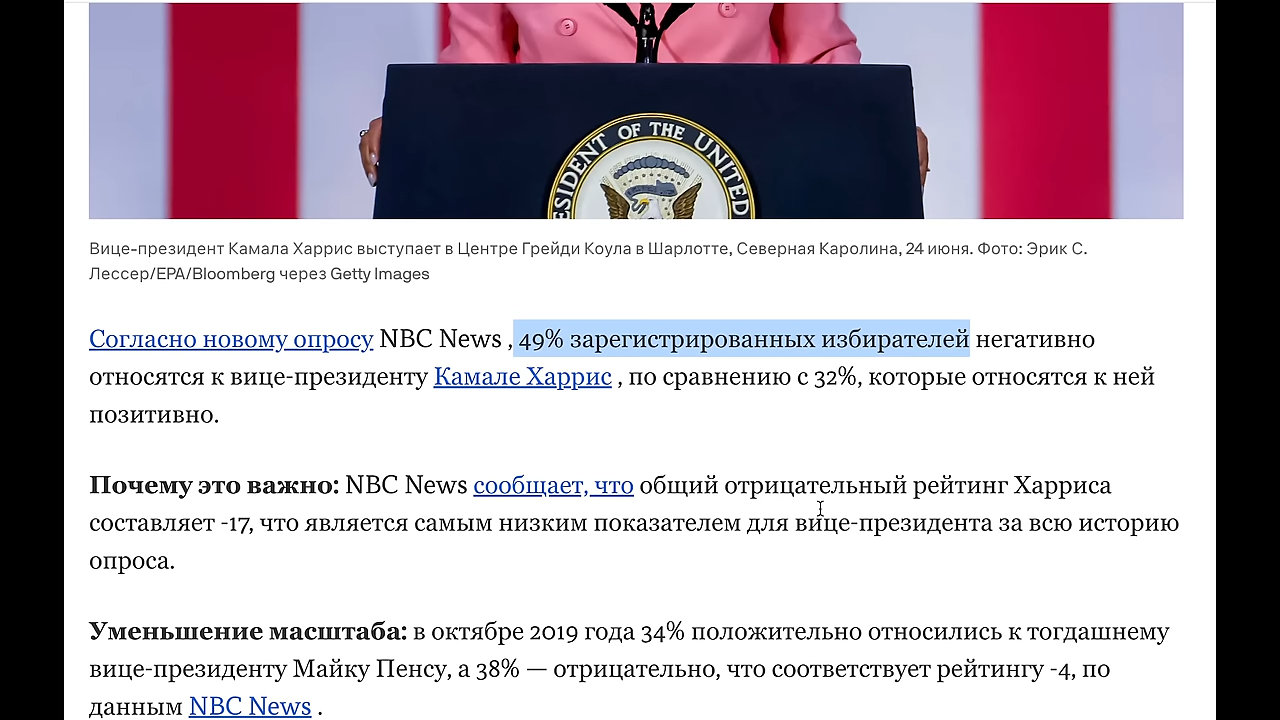 ESIDENT OF THE UNITED
Вице-президент Камала Харрис выступает в Центре Грейди Коула в Шарлотте, Северная Каролина, 24 июня. Фото: Эрик С.
Лессер/EPA/Bloomberg через Getty Images
Согласно новому опросу NBC News , 49% зарегистрированных избирателей негативно
относятся к вице-президенту Камале Харрис , по сравнению с 32%, которые относятся к ней
позитивно.
Почему это важно: NBC News сообщает, что общий отрицательный рейтинг Харриса
составляет -17, что является самым низким показателем для вице-президента за всю историю
опроса.
Уменьшение масштаба: в октябре 2019 года 34% положительно относились к тогдашнему
вице-президенту Майку Пенсу, а 38% — отрицательно, что соответствует рейтингу -4, по
данным NBC News .